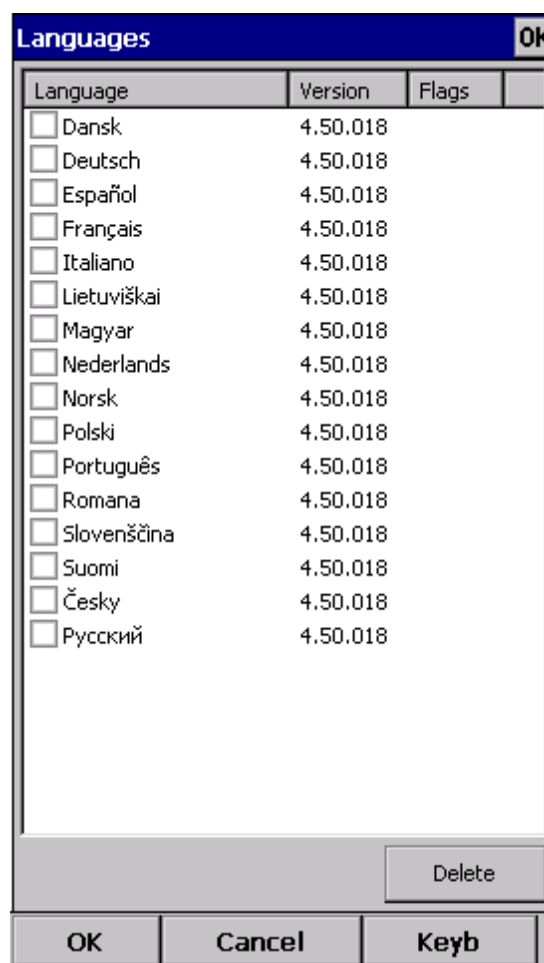 Languages OK
Language Version Flags
Dansk 4.50.018
Deutsch 4.50.018
Español 4.50.018
Français 4.50.018
Italiano 4.50.018
Lietuviškai 4.50.018
Magyar 4.50.018
Nederlands 4.50.018
Norsk 4.50.018
Polski 4.50.018
Português 4.50.018
Romana 4.50.018
Slovenščina 4.50.018
Suomi 4.50.018
Česky 4.50.018
Русский 4.50.018
Delete
OK Cancel Keyb